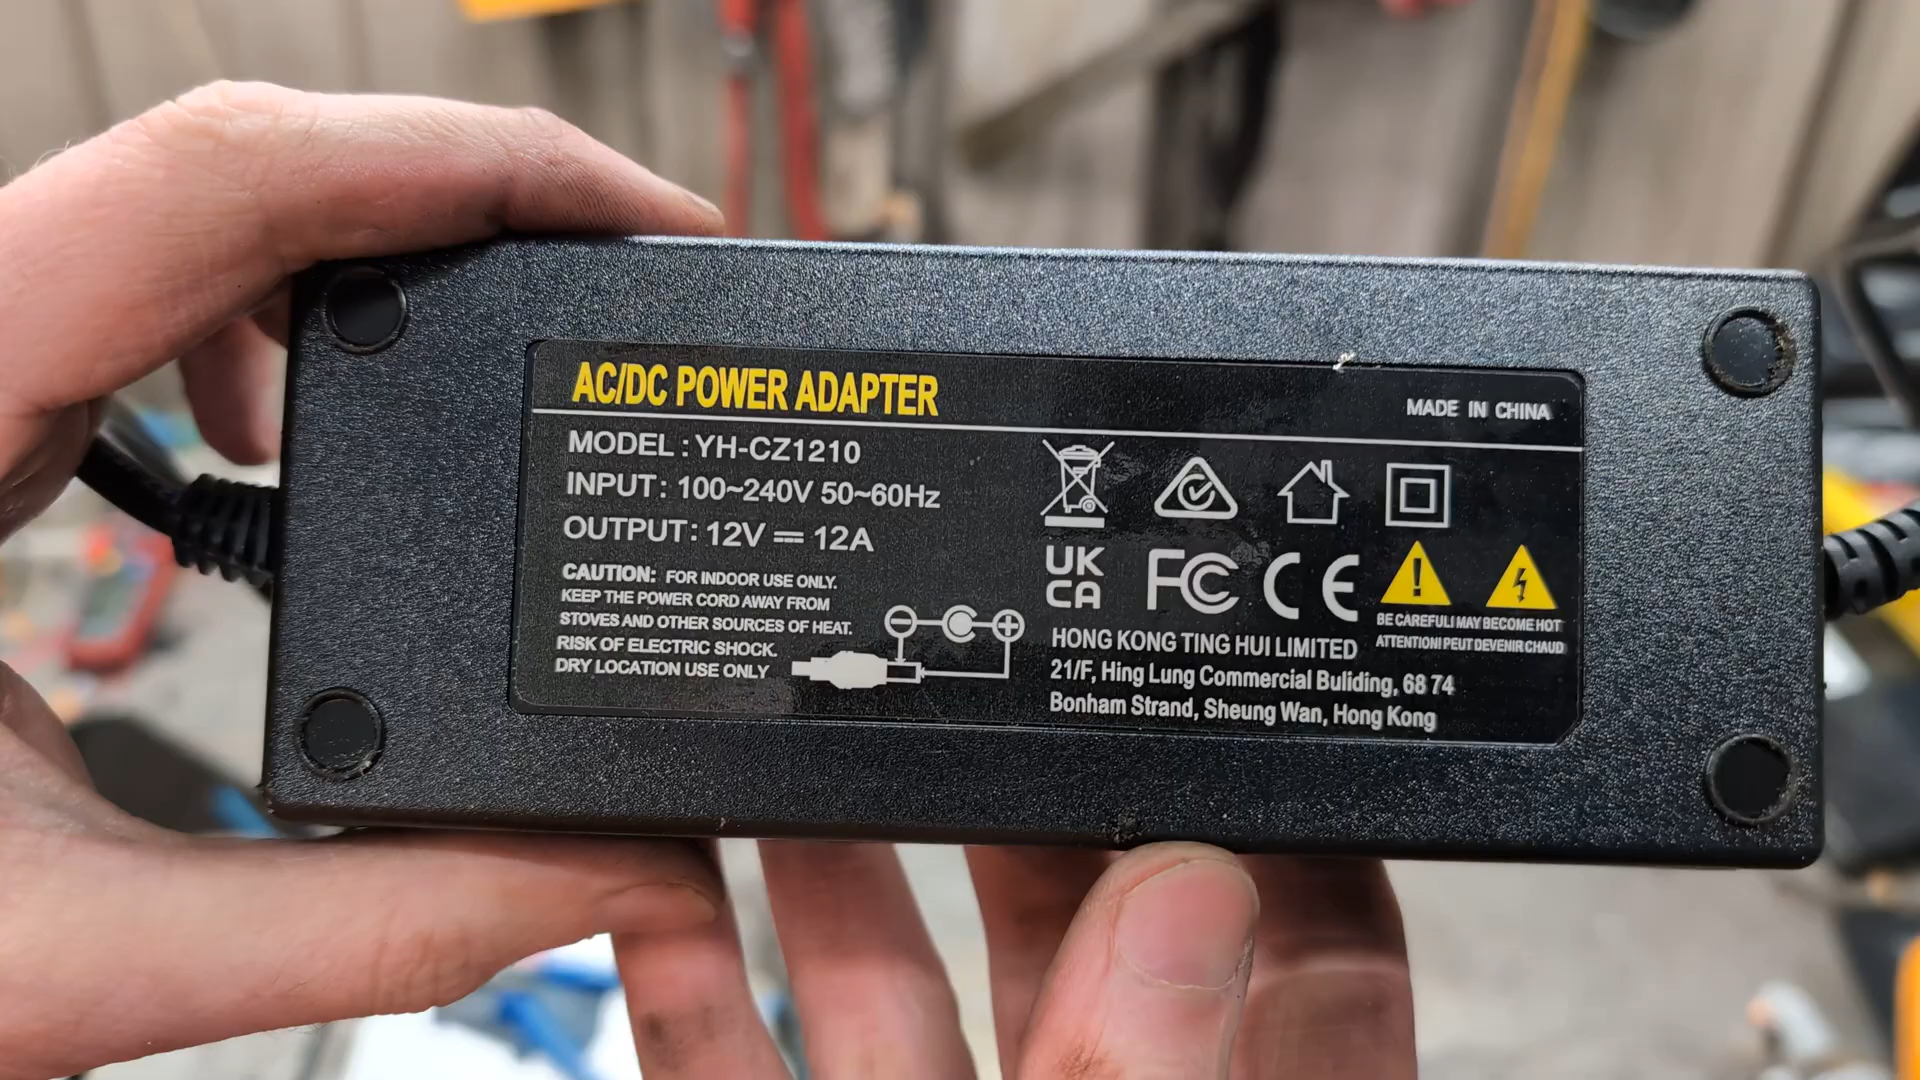 AC/DC POWER ADAPTER
MADE IN CHINA
MODEL : YH-CZ1210
INPUT : 100~240V 50~60Hz
OUTPUT : 12V ⎓ 12A
CAUTION: FOR INDOOR USE ONLY.
KEEP THE POWER CORD AWAY FROM
STOVES AND OTHER SOURCES OF HEAT.
RISK OF ELECTRIC SHOCK.
DRY LOCATION USE ONLY
UK
CA
FC CE
BE CAREFULI MAY BECOME HOT
ATTENTIONI PEUT DEVENIR CHAUD
HONG KONG TING HUI LIMITED
21/F, Hing Lung Commercial Buliding, 68 74
Bonham Strand, Sheung Wan, Hong Kong